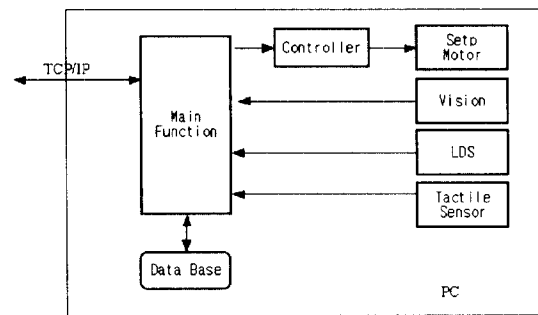 Controller
Setp
Motor
TCP/IP
Main
Function
Vision
LDS
Tactile
Sensor
Data Base
PC